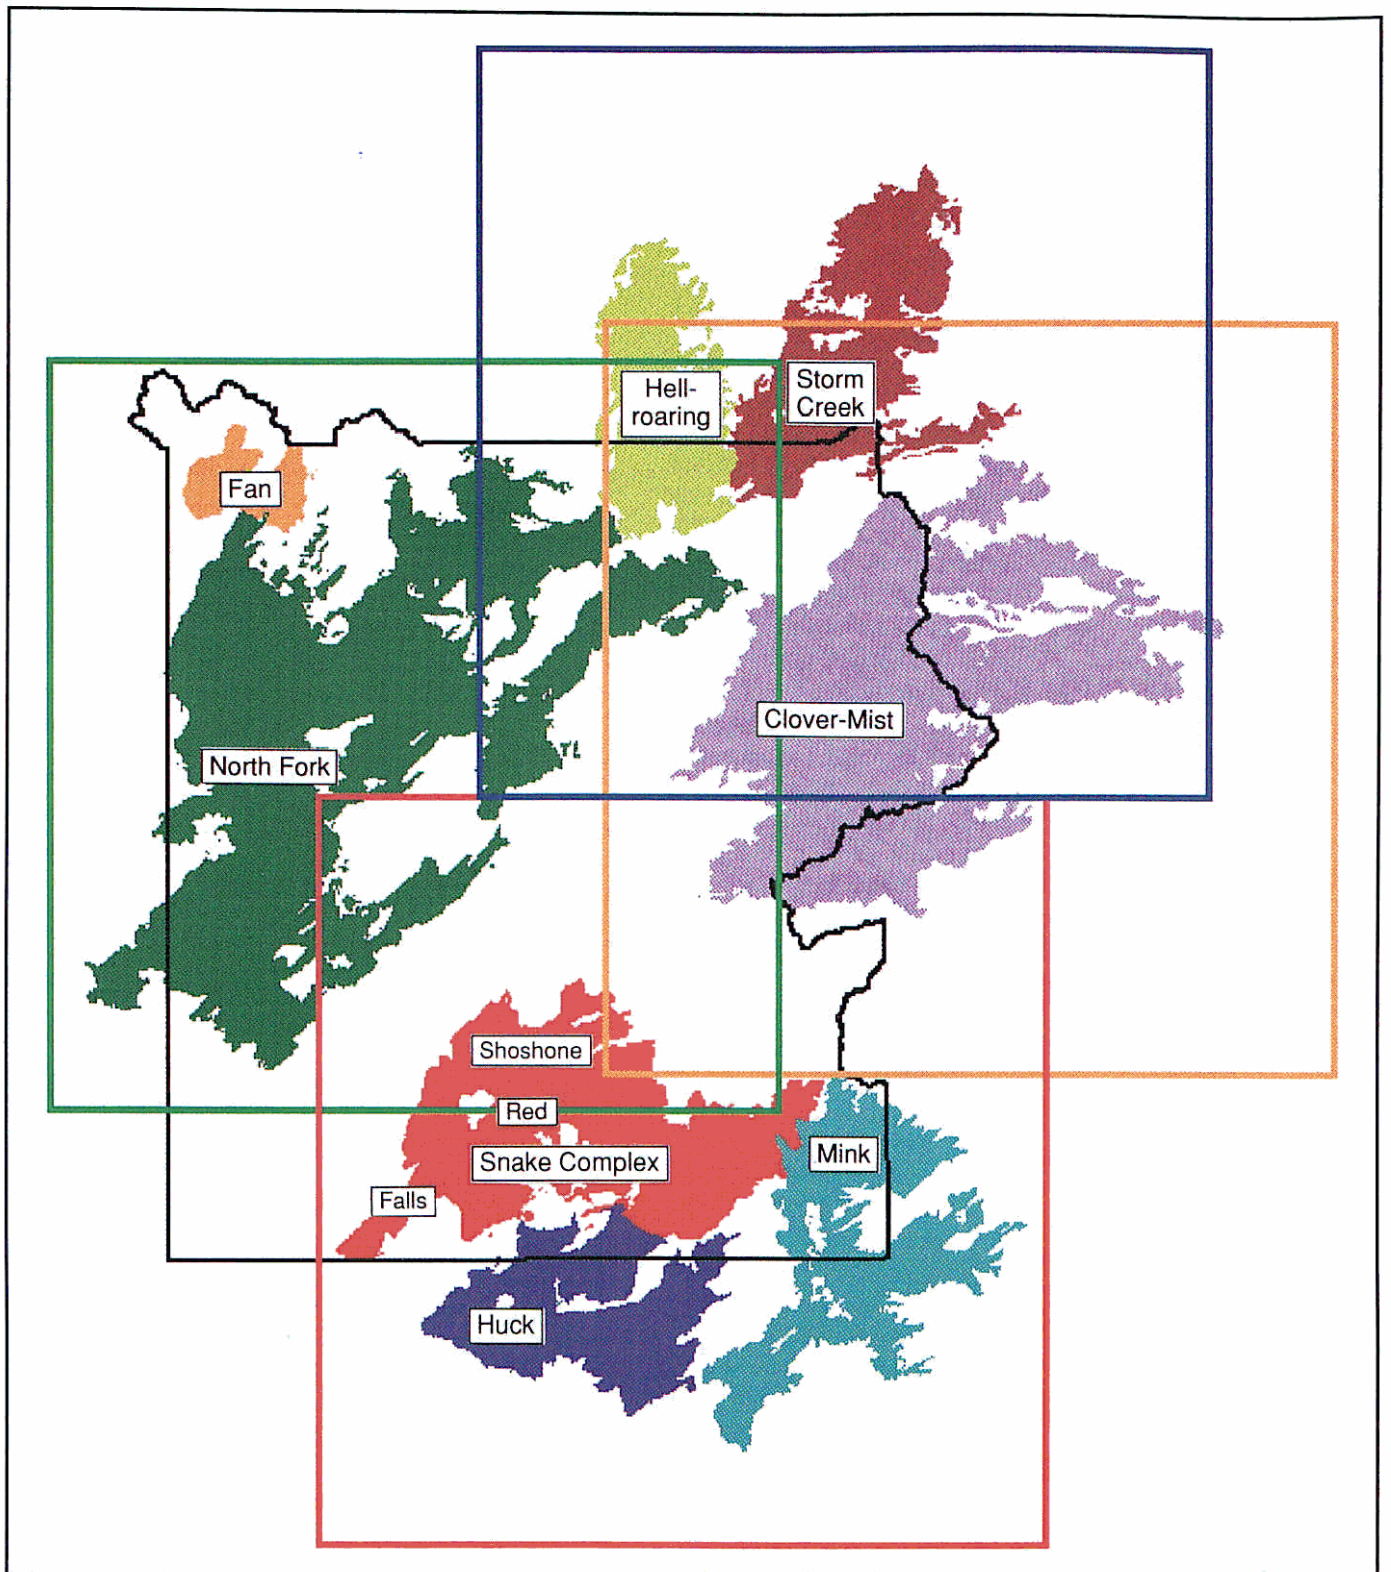 Hell-
roaring
Storm
Creek
Fan
Clover-Mist
North Fork
Shoshone
Red
Snake Complex
Mink
Falls
Huck